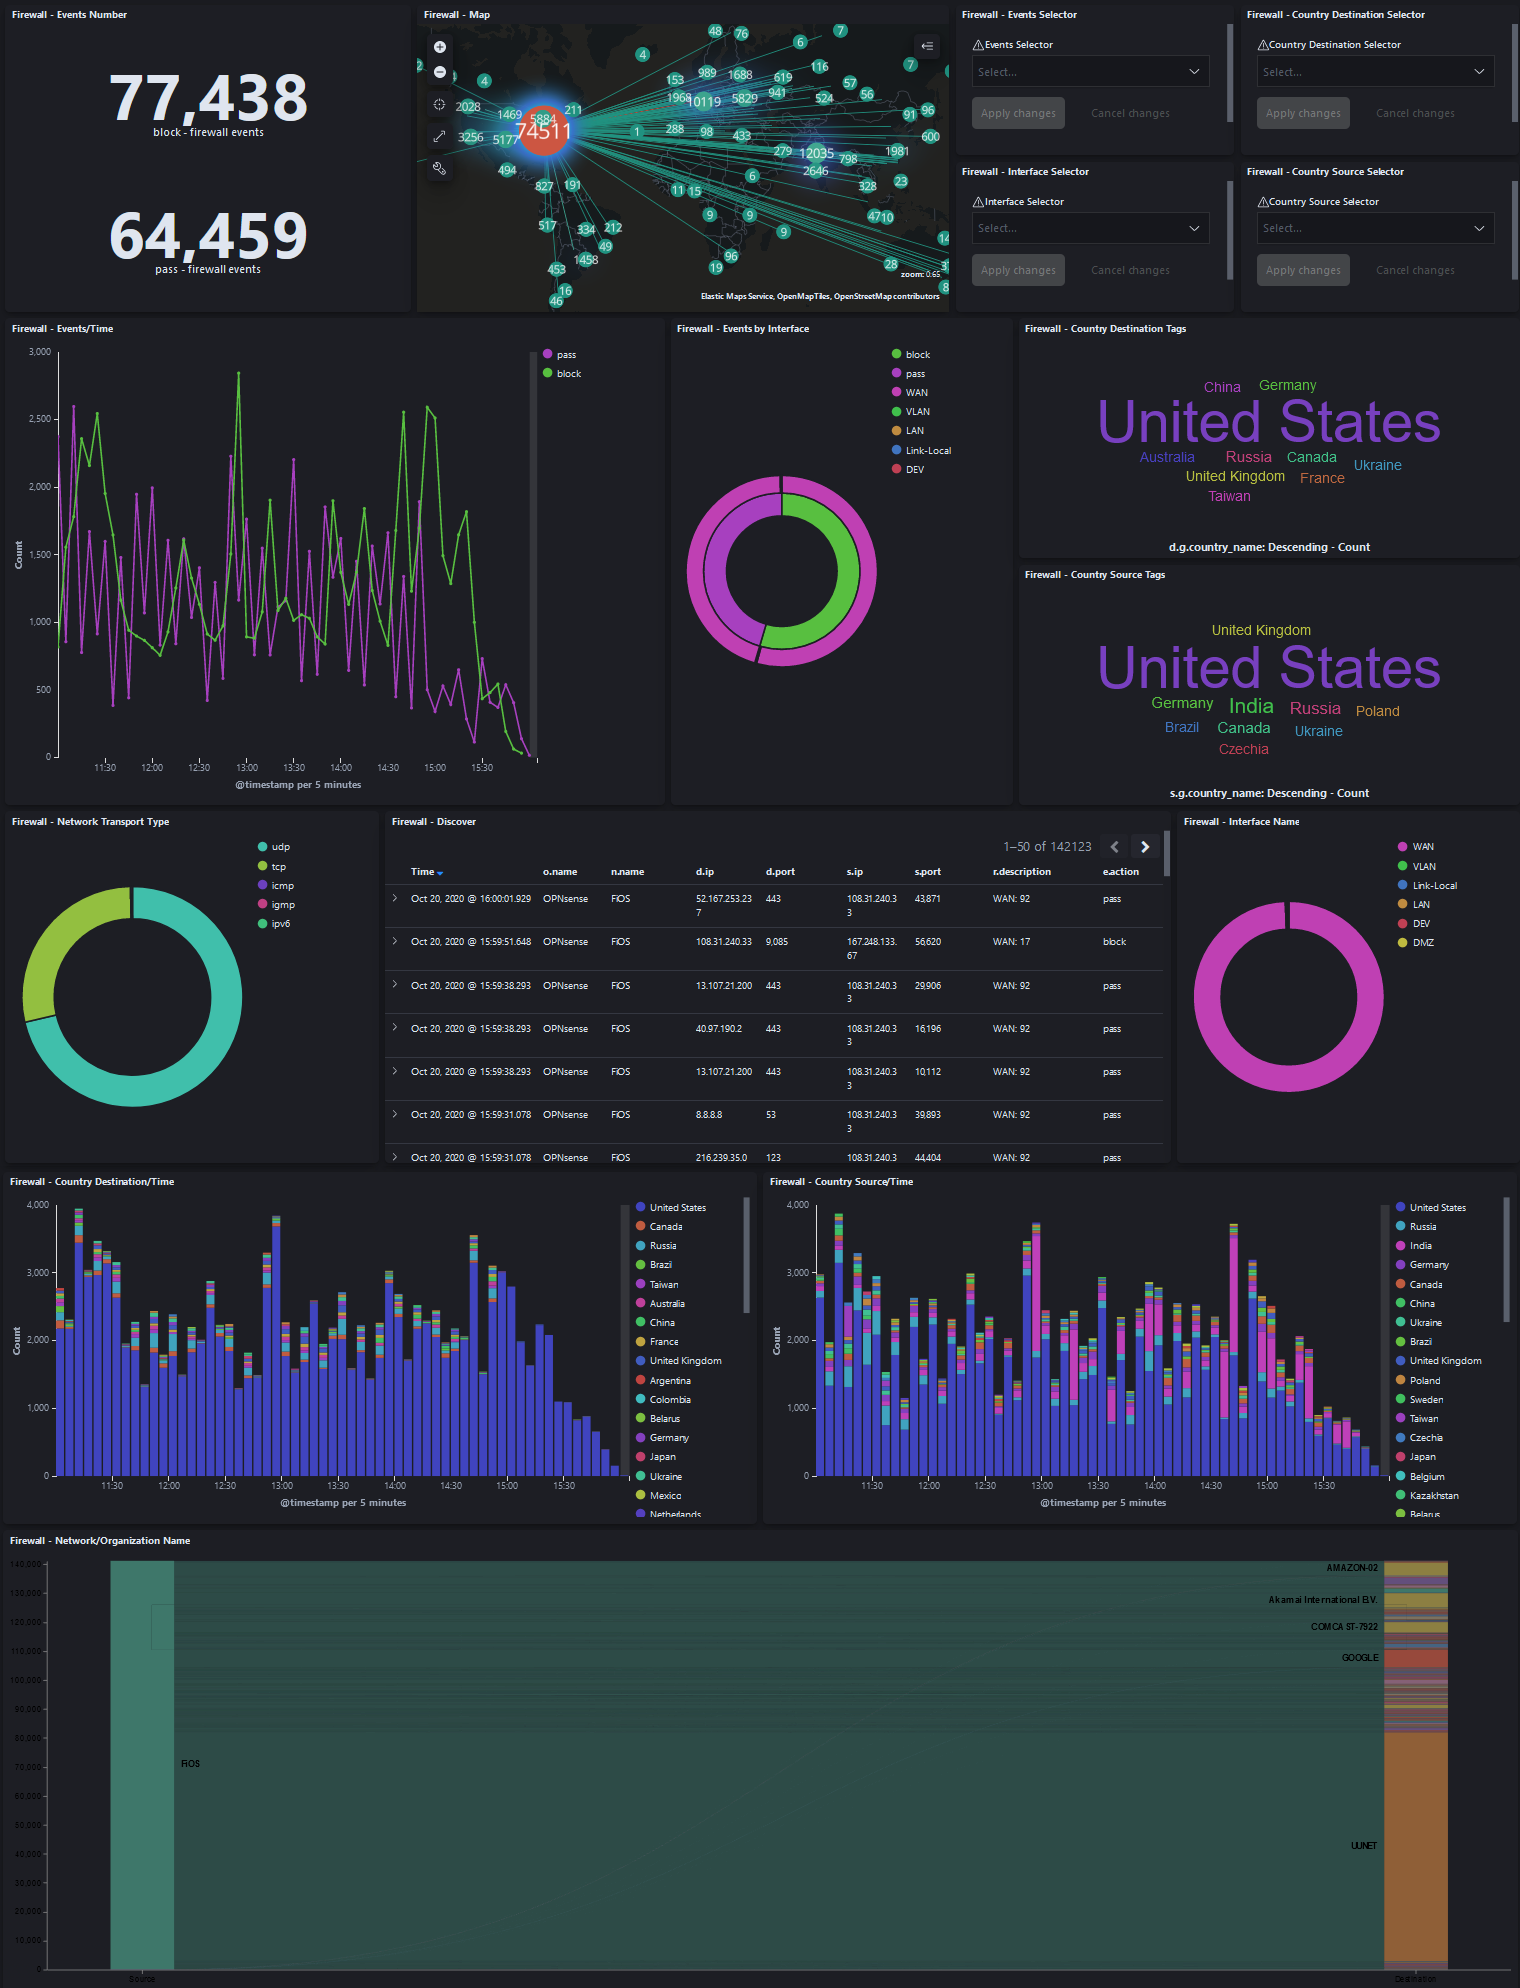 Firewall - Events Number
77,438
block - firewall events
64,459
pass - firewall events
Firewall - Map
48
76
7
6
4
7
2
4
116
153
989
1688
619
57
56
2028
1968
10119
5829
941
524
96
91
211
1469
5884
74511
1
288
98
433
600
3256
5177
279
12035
798
1981
2646
494
6
328
23
827
191
11
15
9
9
4710
517
334
212
9
49
14
96
1458
19
28
453
zoom: 0.65
16
46
8
Elastic Maps Service, OpenMapTiles, OpenStreetMap contributors
Firewall - Events Selector
Events Selector
Select...
Apply changes
Cancel changes
Firewall - Country Destination Selector
Country Destination Selector
Select...
Apply changes
Cancel changes
Firewall - Interface Selector
Interface Selector
Select...
Apply changes
Cancel changes
Firewall - Country Source Selector
Country Source Selector
Select...
Apply changes
Cancel changes
Firewall - Events/Time
3,000
2,500
2,000
1,500
1,000
500
0
Count
11:30
12:00
12:30
13:00
13:30
14:00
14:30
15:00
15:30
@timestamp per 5 minutes
pass
block
Firewall - Events by Interface
block
pass
WAN
VLAN
LAN
Link-Local
DEV
Firewall - Country Destination Tags
China
Germany
United States
Australia
Russia
Canada
Ukraine
United Kingdom
France
Taiwan
d.g.country_name: Descending - Count
Firewall - Country Source Tags
United Kingdom
United States
Germany
India
Russia
Poland
Brazil
Canada
Ukraine
Czechia
s.g.country_name: Descending - Count
Firewall - Network Transport Type
udp
tcp
icmp
igmp
ipv6
Firewall - Discover
1–50 of 142123
Time o.name n.name d.ip d.port s.ip s.port r.description e.action
Oct 20, 2020 @ 16:00:01.929 OPNsense FiOS 52.167.253.23 443 108.31.240.3 43,871 WAN: 92 pass
7 3
Oct 20, 2020 @ 15:59:51.648 OPNsense FiOS 108.31.240.33 9,085 167.248.133. 56,620 WAN: 17 block
67
Oct 20, 2020 @ 15:59:38.293 OPNsense FiOS 13.107.21.200 443 108.31.240.3 29,906 WAN: 92 pass
3
Oct 20, 2020 @ 15:59:38.293 OPNsense FiOS 40.97.190.2 443 108.31.240.3 16,196 WAN: 92 pass
3
Oct 20, 2020 @ 15:59:38.293 OPNsense FiOS 13.107.21.200 443 108.31.240.3 10,112 WAN: 92 pass
3
Oct 20, 2020 @ 15:59:31.078 OPNsense FiOS 8.8.8.8 53 108.31.240.3 39,893 WAN: 92 pass
3
Oct 20, 2020 @ 15:59:31.078 OPNsense FiOS 216.239.35.0 123 108.31.240.3 44,404 WAN: 92 pass
Firewall - Interface Name
WAN
VLAN
Link-Local
LAN
DEV
DMZ
Firewall - Country Destination/Time
4,000
3,000
2,000
1,000
0
Count
11:30
12:00
12:30
13:00
13:30
14:00
14:30
15:00
15:30
@timestamp per 5 minutes
United States
Canada
Russia
Brazil
Taiwan
Australia
China
France
United Kingdom
Argentina
Colombia
Belarus
Germany
Japan
Ukraine
Mexico
Netherlands
Firewall - Country Source/Time
4,000
3,000
2,000
1,000
0
Count
11:30
12:00
12:30
13:00
13:30
14:00
14:30
15:00
15:30
@timestamp per 5 minutes
United States
Russia
India
Germany
Canada
China
Ukraine
Brazil
United Kingdom
Poland
Sweden
Taiwan
Czechia
Japan
Belgium
Kazakhstan
Belarus
Firewall - Network/Organization Name
140,000
130,000
120,000
110,000
100,000
90,000
80,000
70,000
60,000
50,000
40,000
30,000
20,000
10,000
0
FiOS
AMAZON-02
Akamai International B.V.
COMCAST-7922
GOOGLE
UUNET
Source
Destination